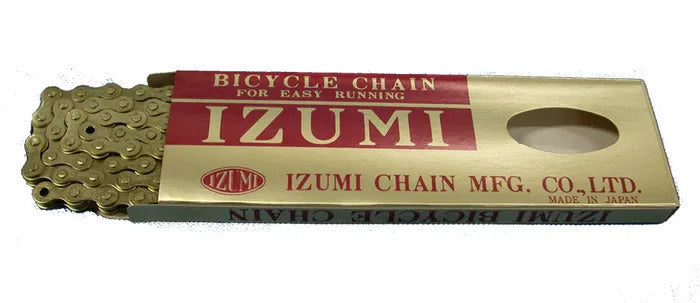 BICYCLE CHAIN
FOR EASY RUNNING
IZUMI
IZUMI
IZUMI CHAIN MFG. CO.,LTD.
MADE IN JAPAN
IZUMI BICYCLE CHAIN